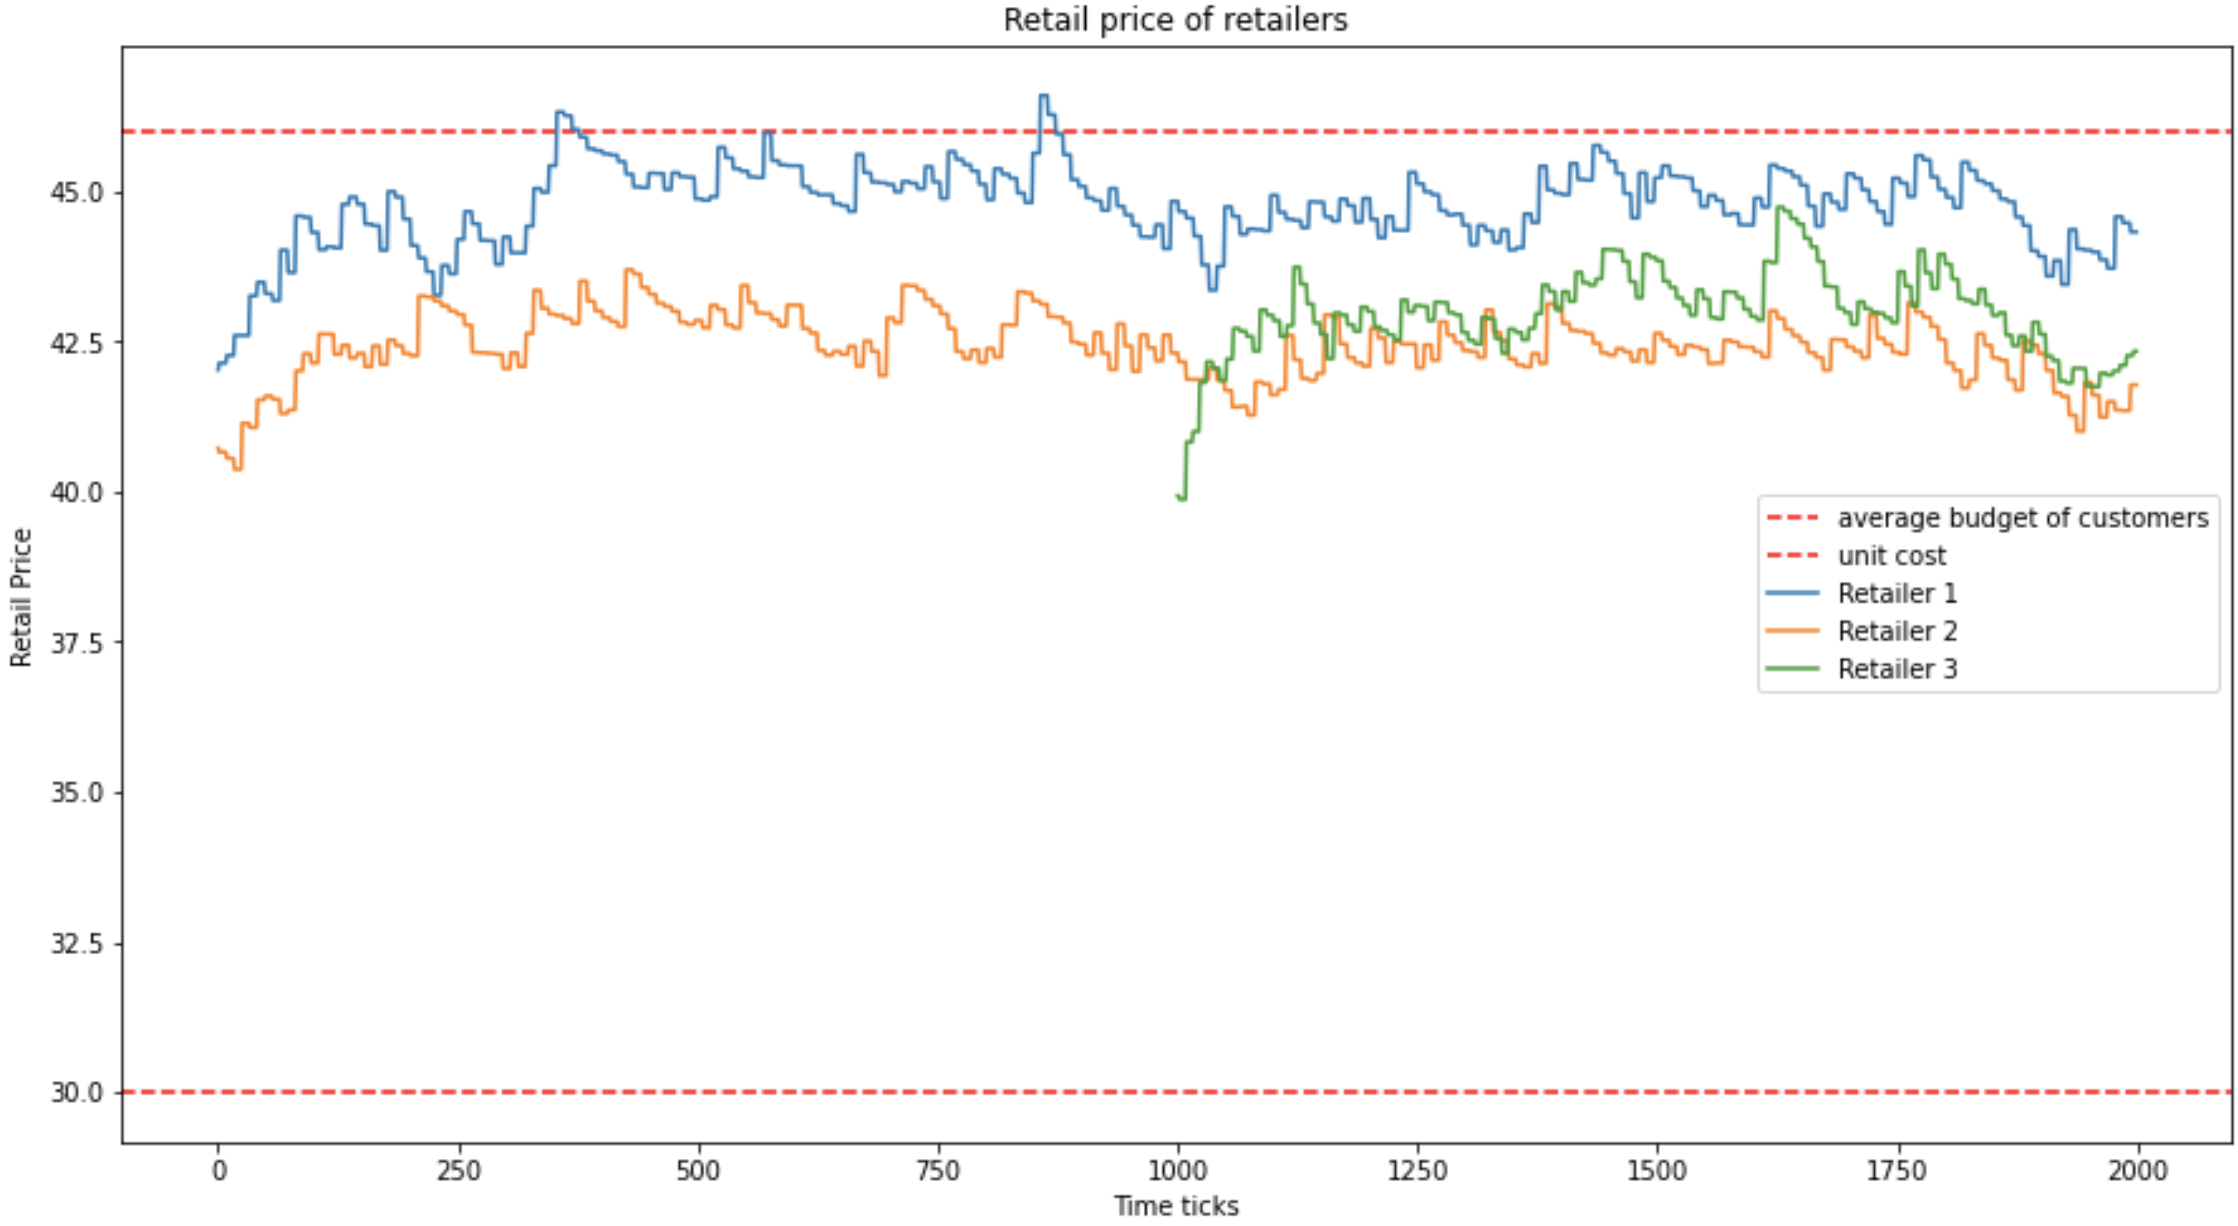 Retail price of retailers
Retail Price
45.0
42.5
40.0
37.5
35.0
32.5
30.0
average budget of customers
unit cost
Retailer 1
Retailer 2
Retailer 3
0 250 500 750 1000 1250 1500 1750 2000
Time ticks